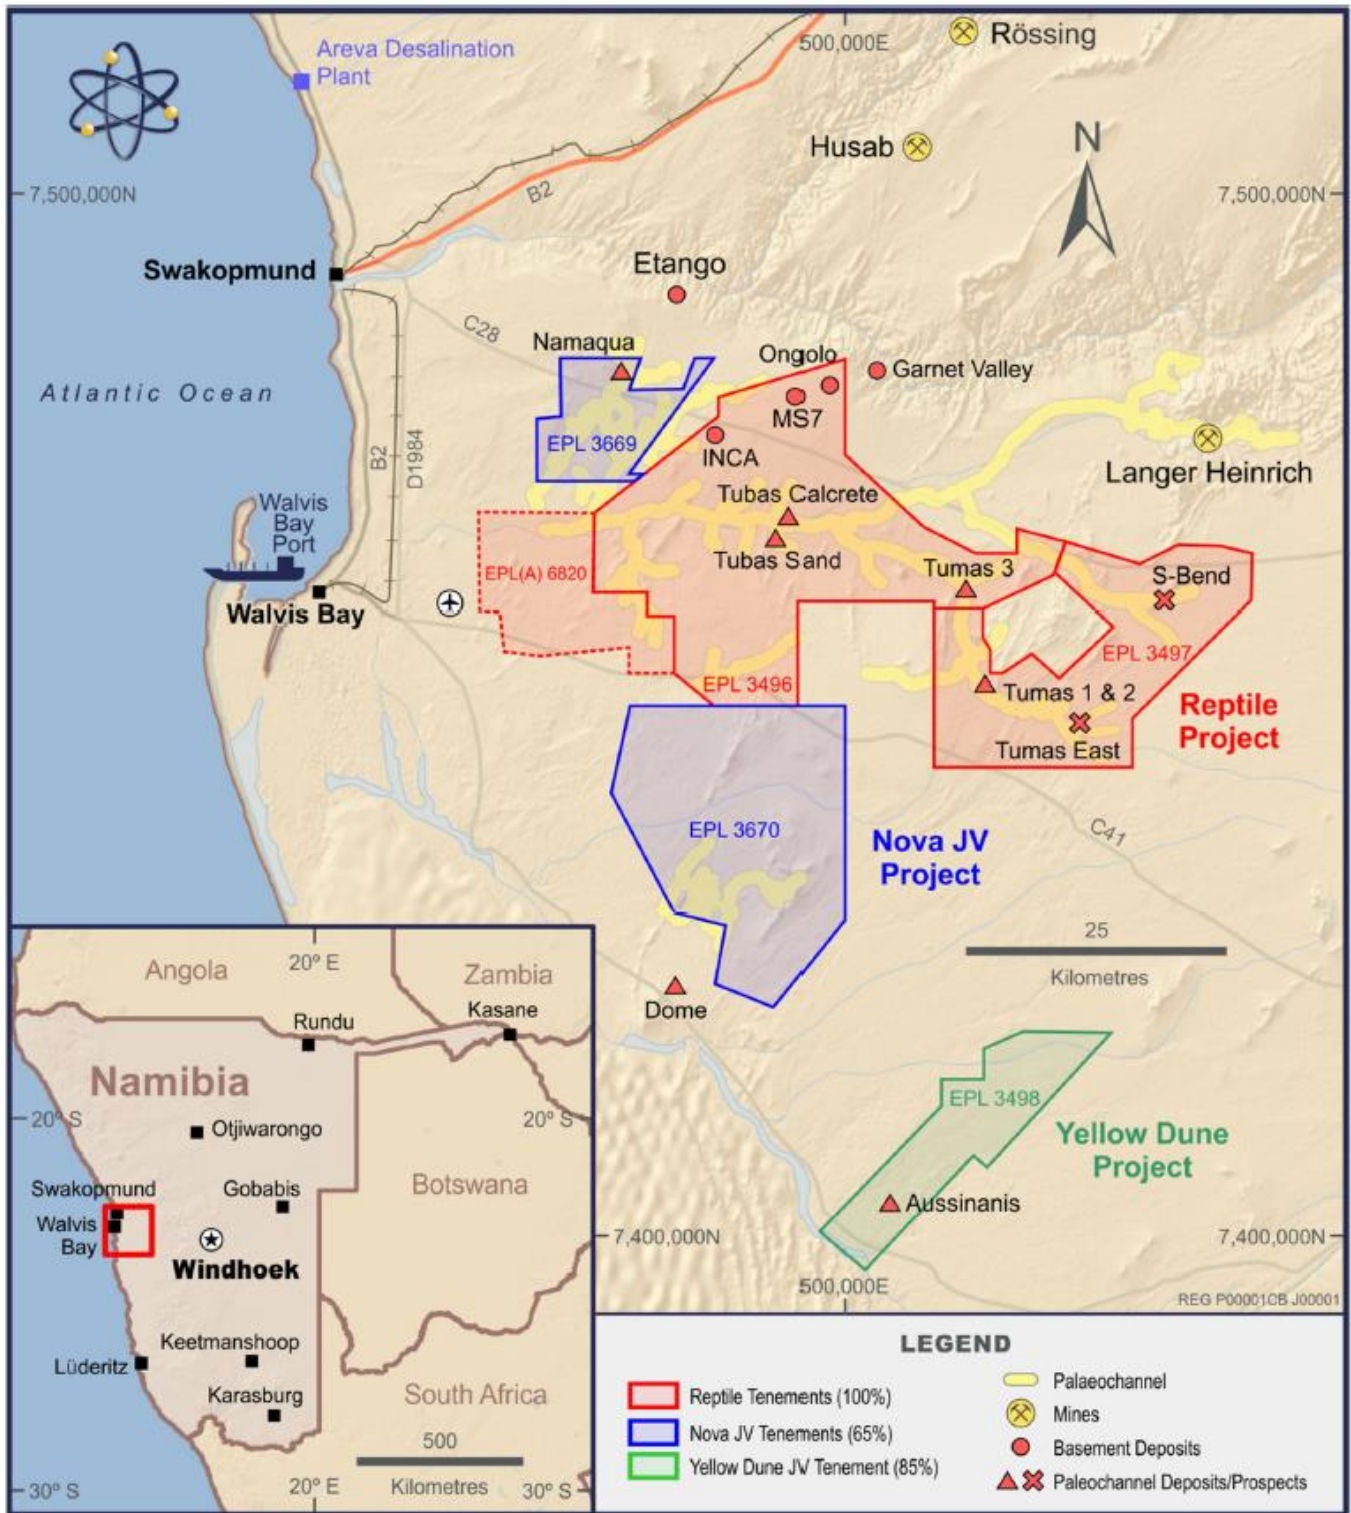 Areva Desalination
Plant
500,000E
Rössing
Husab
N
7,500,000N
7,500,000N
B2
Swakopmund
Etango
C28
Namaqua
Ongolo
Garnet Valley
Atlantic Ocean
MS7
EPL 3669
INCA
B2
D1984
Langer Heinrich
Tubas Calcrete
Walvis
Bay
Port
Tubas Sand
EPL(A) 6820
Tumas 3
S-Bend
Walvis Bay
EPL 3497
EPL 3496
Tumas 1 & 2
Reptile
Project
Tumas East
EPL 3670
Nova JV
Project
C41
25
Kilometres
Dome
EPL 3498
Yellow Dune
Project
Aussinanis
7,400,000N
7,400,000N
500,000E
REG P00001CB J00001
Angola
20° E
Zambia
Kasane
Rundu
Namibia
20° S
20° S
Otjiwarongo
Swakopmund
Gobabis
Botswana
Walvis
Bay
Windhoek
Keetmanshoop
Lüderitz
Karasburg
South Africa
500
Kilometres
30° S
20° E
30° S
LEGEND
Reptile Tenements (100%)
Nova JV Tenements (65%)
Yellow Dune JV Tenement (85%)
Palaeochannel
Mines
Basement Deposits
Paleochannel Deposits/Prospects